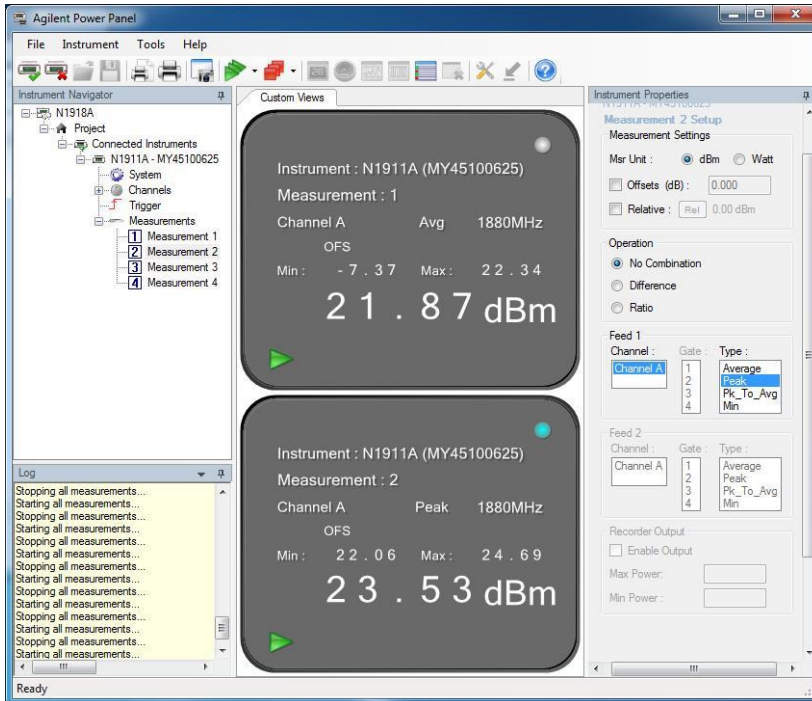 Agilent Power Panel
File Instrument Tools Help
Instrument Navigator
N1918A
Project
Connected Instruments
N1911A - MY45100625
System
Channels
Trigger
Measurements
1 Measurement 1
2 Measurement 2
3 Measurement 3
4 Measurement 4
Log
Stopping all measurements...
Starting all measurements...
Stopping all measurements...
Starting all measurements...
Stopping all measurements...
Starting all measurements...
Stopping all measurements...
Starting all measurements...
Stopping all measurements...
Starting all measurements...
Stopping all measurements...
Starting all measurements...
Stopping all measurements...
Starting all measurements...
Custom Views
Instrument : N1911A (MY45100625)
Measurement : 1
Channel A Avg 1880MHz
OFS
Min : - 7 . 37 Max : 22 . 34
21 . 87 dBm
Instrument : N1911A (MY45100625)
Measurement : 2
Channel A Peak 1880MHz
OFS
Min : 22 . 06 Max : 24 . 69
23 . 53 dBm
Instrument Properties
N1911A - MY45100625
Measurement 2 Setup
Measurement Settings
Msr Unit : dBm Watt
Offsets (dB) : 0.000
Relative : Rel 0.00 dBm
Operation
No Combination
Difference
Ratio
Feed 1
Channel : Gate : Type :
Channel A 1 Average
2 Peak
3 Pk_To_Avg
4 Min
Feed 2
Channel : Gate : Type :
Channel A 1 Average
2 Peak
3 Pk_To_Avg
4 Min
Recorder Output
Enable Output
Max Power:
Min Power :
Ready